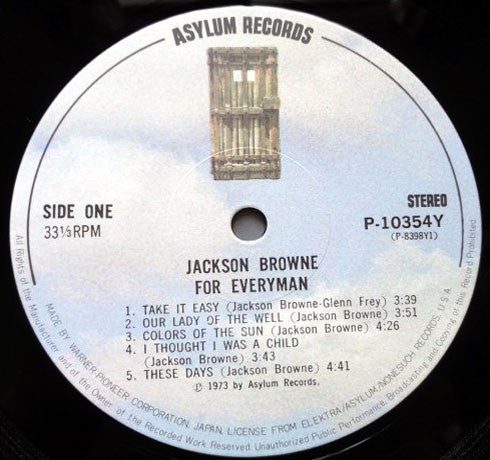 ASYLUM RECORDS
SIDE ONE
33⅓RPM
STEREO
P-10354Y
(P-8398Y1)
JACKSON BROWNE
FOR EVERYMAN
1. TAKE IT EASY (Jackson Browne-Glenn Frey) 3:39
2. OUR LADY OF THE WELL (Jackson Browne) 3:51
3. COLORS OF THE SUN (Jackson Browne) 4:26
4. I THOUGHT I WAS A CHILD
(Jackson Browne) 3:43
5. THESE DAYS (Jackson Browne) 4:41
℗ 1973 by Asylum Records.
MADE BY WARNER-PIONEER CORPORATION, JAPAN, LICENSE FROM ELEKTRA/ASYLUM/NONESUCH RECORDS, U.S.A.
All Rights of the Manufacturer and of the Owner of the Recorded Work Reserved. Unauthorized Public Performance, Broadcasting and Copying of this Record Prohibited.